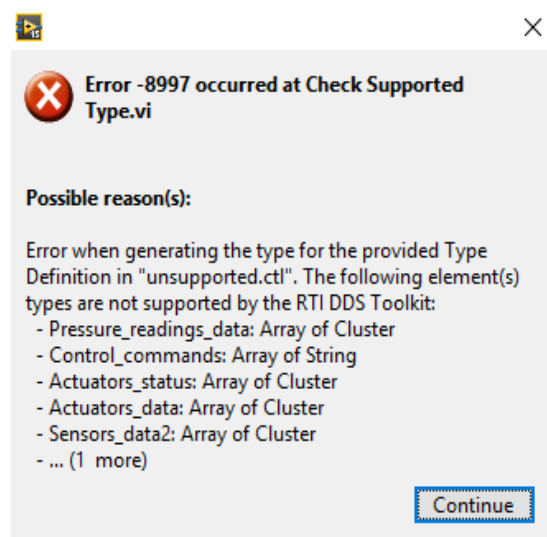 15
Error -8997 occurred at Check Supported
Type.vi
Possible reason(s):
Error when generating the type for the provided Type
Definition in "unsupported.ctl". The following element(s)
types are not supported by the RTI DDS Toolkit:
- Pressure_readings_data: Array of Cluster
- Control_commands: Array of String
- Actuators_status: Array of Cluster
- Actuators_data: Array of Cluster
- Sensors_data2: Array of Cluster
- ... (1  more)
Continue